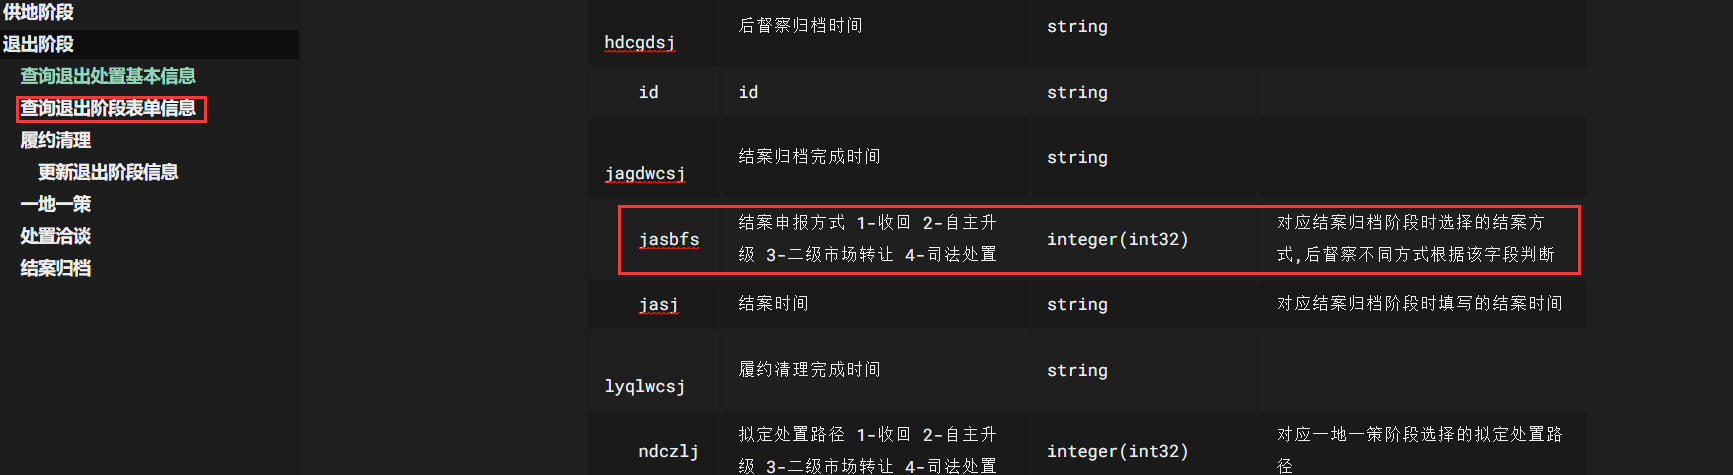 供地阶段
退出阶段
查询退出处置基本信息
查询退出阶段表单信息
履约清理
更新退出阶段信息
一地一策
处置洽谈
结案归档
hdcgdsj
后督察归档时间
string
id
id
string
jagdwcsj
结案归档完成时间
string
jasbfs
结案申报方式 1-收回 2-自主升
级 3-二级市场转让 4-司法处置
integer(int32)
对应结案归档阶段时选择的结案方
式,后督察不同方式根据该字段判断
jasj
结案时间
string
对应结案归档阶段时填写的结案时间
lyqlwcsj
履约清理完成时间
string
ndczlj
拟定处置路径 1-收回 2-自主升
级 3-二级市场转让 4-司法处置
integer(int32)
对应一地一策阶段选择的拟定处置路
径